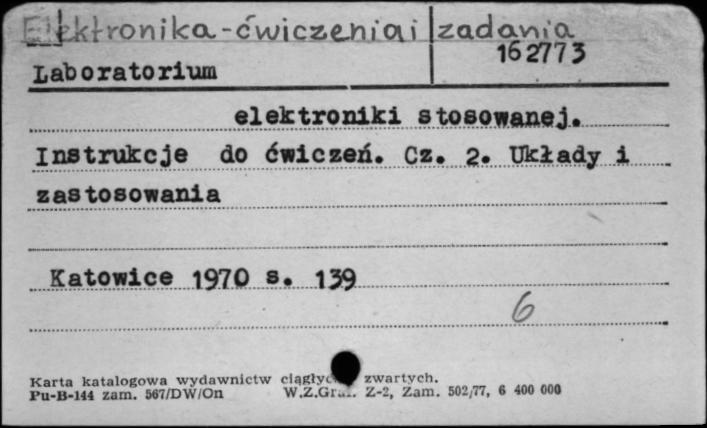 Elektronika-ćwiczenia i zadania
162773
Laboratorium
elektroniki stosowanej.
Instrukcje do ćwiczeń. Cz. 2. Układy i
zastosowania
Katowice 1970 s. 139
6
Karta katalogowa wydawnictw zwartych.
Pu-B-144 zam. 567/DW/On W.Z.Graf. Z-2, Zam. 502/77, 6 400 000